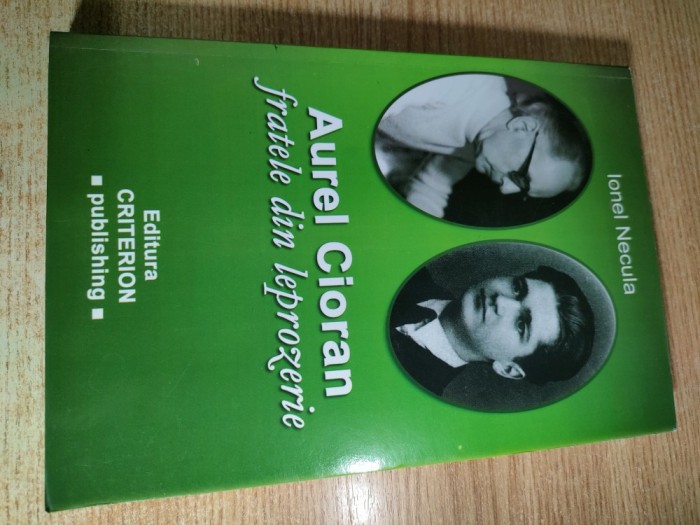 Ionel Necula
Aurel Cioran
fratele din leprozerie
Editura
CRITERION
■ publishing ■